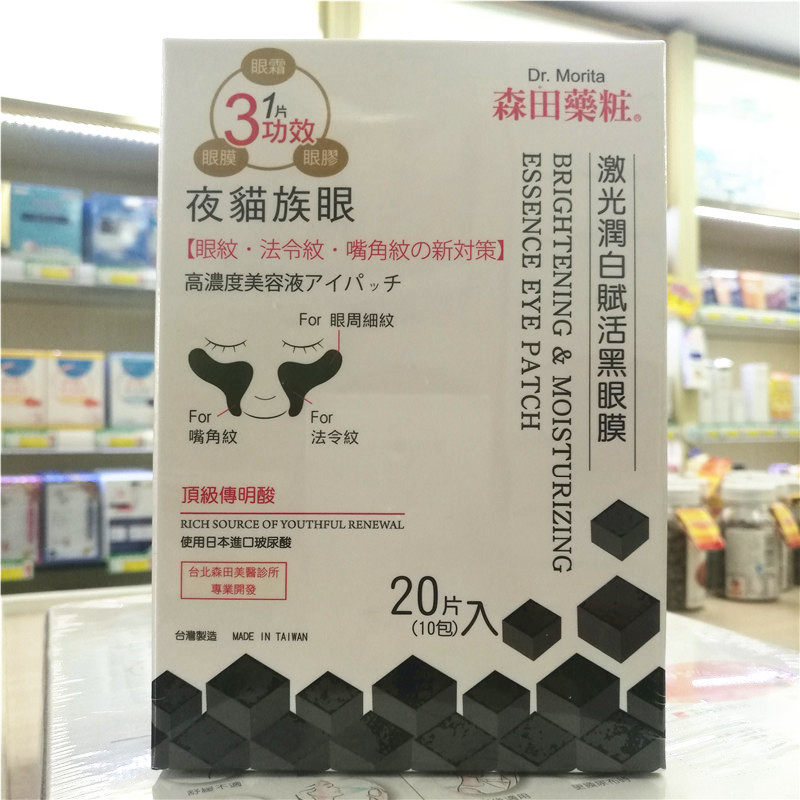 眼霜
1片
3功效
眼膜
眼膠
Dr. Morita
森田藥粧®
夜貓族眼
【眼紋・法令紋・嘴角紋の新対策】
高濃度美容液アイパッチ
For 眼周細紋
For
嘴角紋
For
法令紋
激光潤白賦活黑眼膜
BRIGHTENING & MOISTURIZING
ESSENCE EYE PATCH
頂級傳明酸
RICH SOURCE OF YOUTHFUL RENEWAL
使用日本進口玻尿酸
台北森田美醫診所
專業開發
20片入
(10包)
台灣製造 MADE IN TAIWAN
舒緩不適